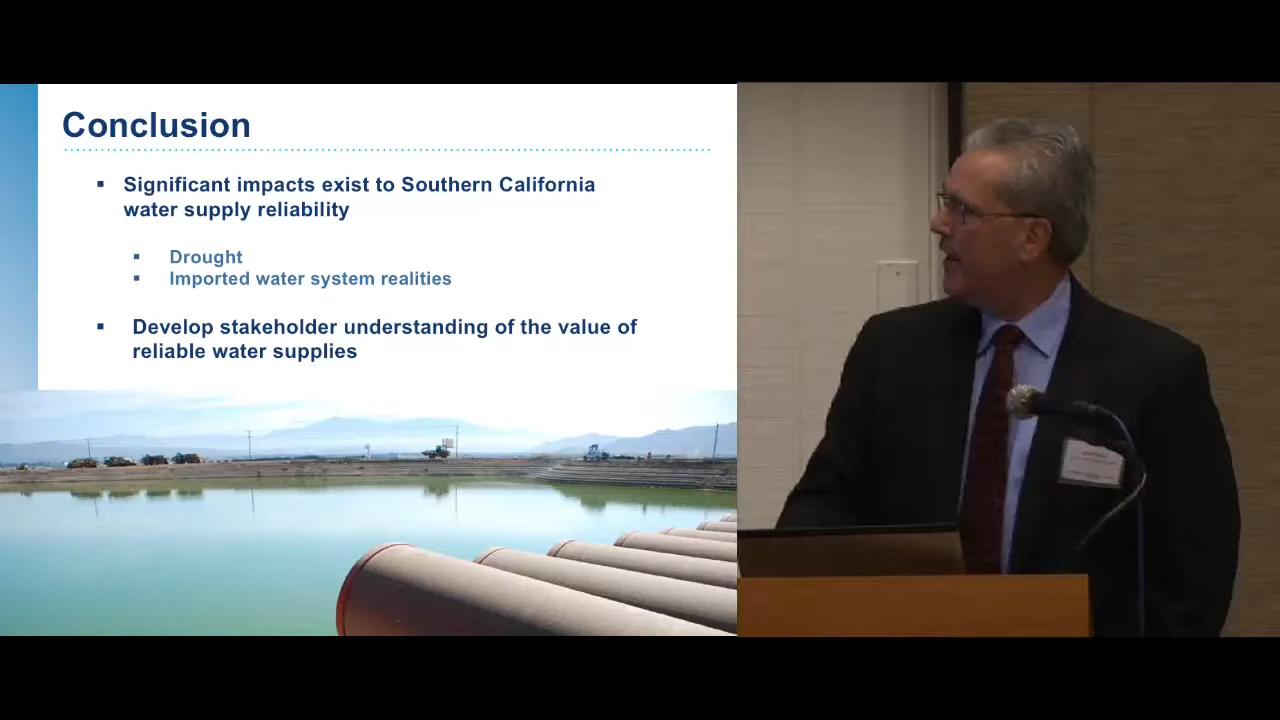 Conclusion
▪ Significant impacts exist to Southern California
water supply reliability
▪ Drought
▪ Imported water system realities
▪ Develop stakeholder understanding of the value of
reliable water supplies